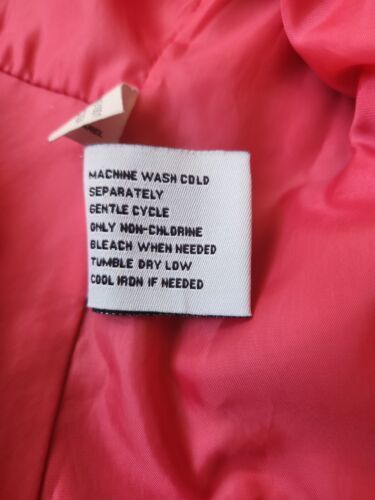 MACHINE WASH COLD
SEPARATELY
GENTLE CYCLE
ONLY NON-CHLORINE
BLEACH WHEN NEEDED
TUMBLE DRY LOW
COOL IRON IF NEEDED